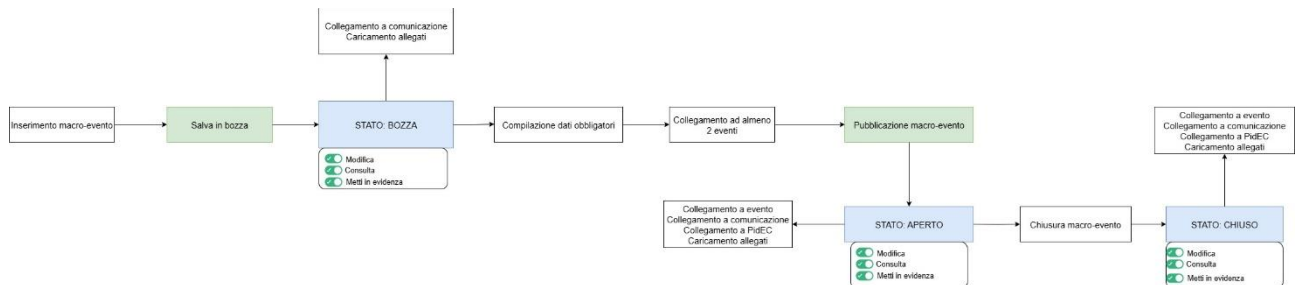 Collegamento a comunicazione
Caricamento allegati
Inserimento macro-evento
Salva in bozza
STATO: BOZZA
Compilazione dati obbligatori
Collegamento ad almeno
2 eventi
Pubblicazione macro-evento
Modifica
Consulta
Metti in evidenza
Collegamento a evento
Collegamento a comunicazione
Collegamento a PidEC
Caricamento allegati
STATO: APERTO
Modifica
Consulta
Metti in evidenza
Chiusura macro-evento
STATO: CHIUSO
Modifica
Consulta
Metti in evidenza
Collegamento a evento
Collegamento a comunicazione
Collegamento a PidEC
Caricamento allegati